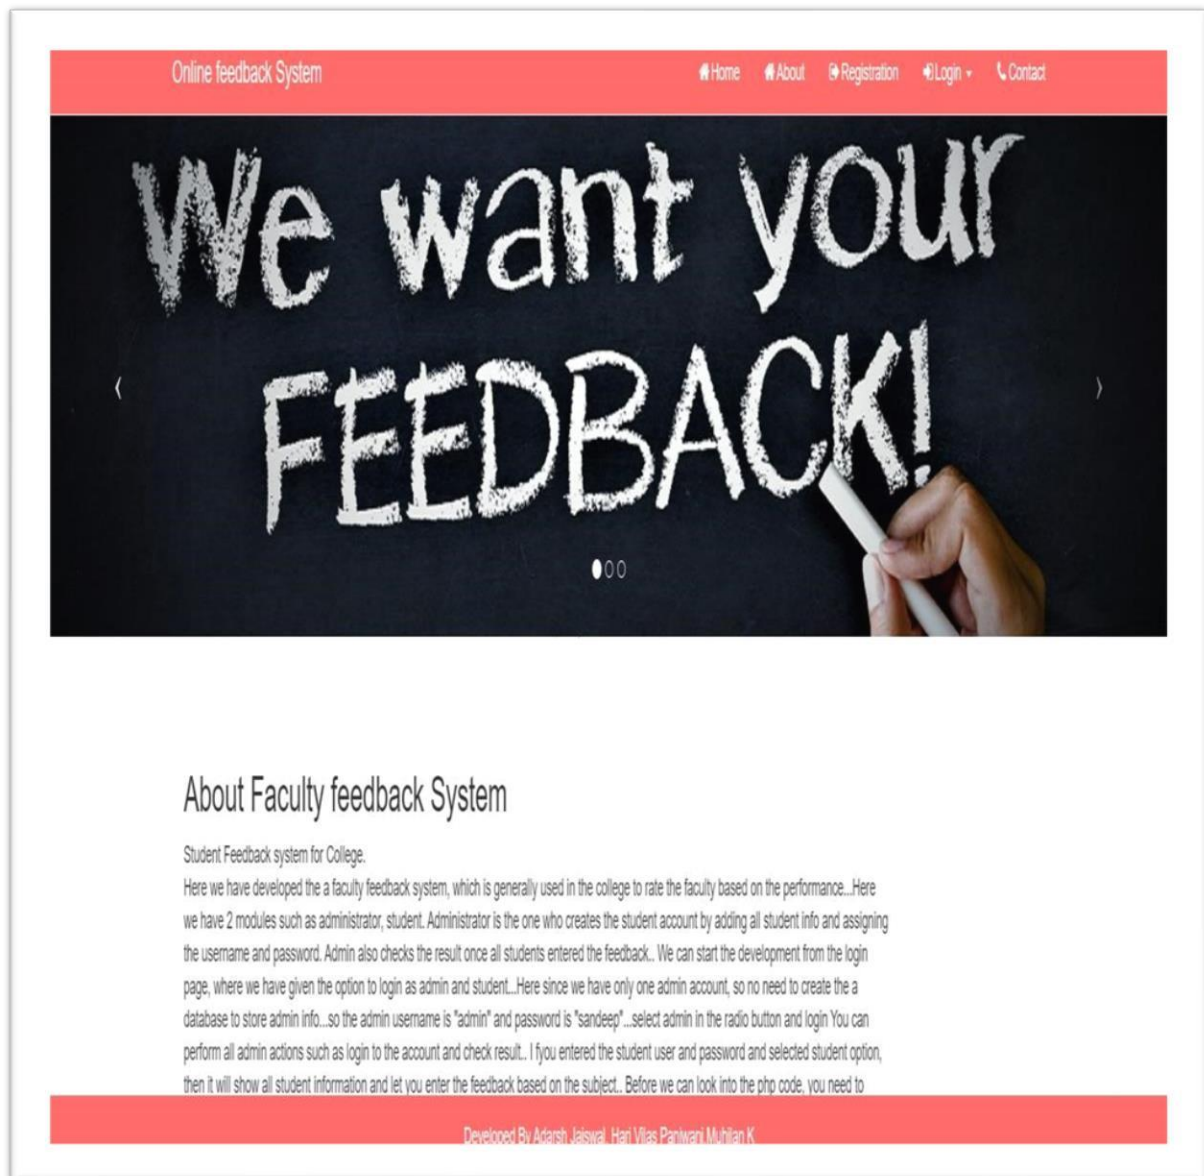 Online feedback System
Home About Registration Login Contact
We want your
FEEDBACK!
About Faculty feedback System
Student Feedback system for College.
Here we have developed the a faculty feedback system, which is generally used in the college to rate the faculty based on the performance...Here
we have 2 modules such as administrator, student. Administrator is the one who creates the student account by adding all student info and assigning
the username and password. Admin also checks the result once all students entered the feedback.. We can start the development from the login
page, where we have given the option to login as admin and student...Here since we have only one admin account, so no need to create the a
database to store admin info...so the admin username is "admin" and password is "sandeep"...select admin in the radio button and login You can
perform all admin actions such as login to the account and check result.. I fyou entered the student user and password and selected student option,
then it will show all student information and let you enter the feedback based on the subject.. Before we can look into the php code, you need to
Developed By Adarsh Jaiswal, Hari Vilas Panjwani,Muhilan K